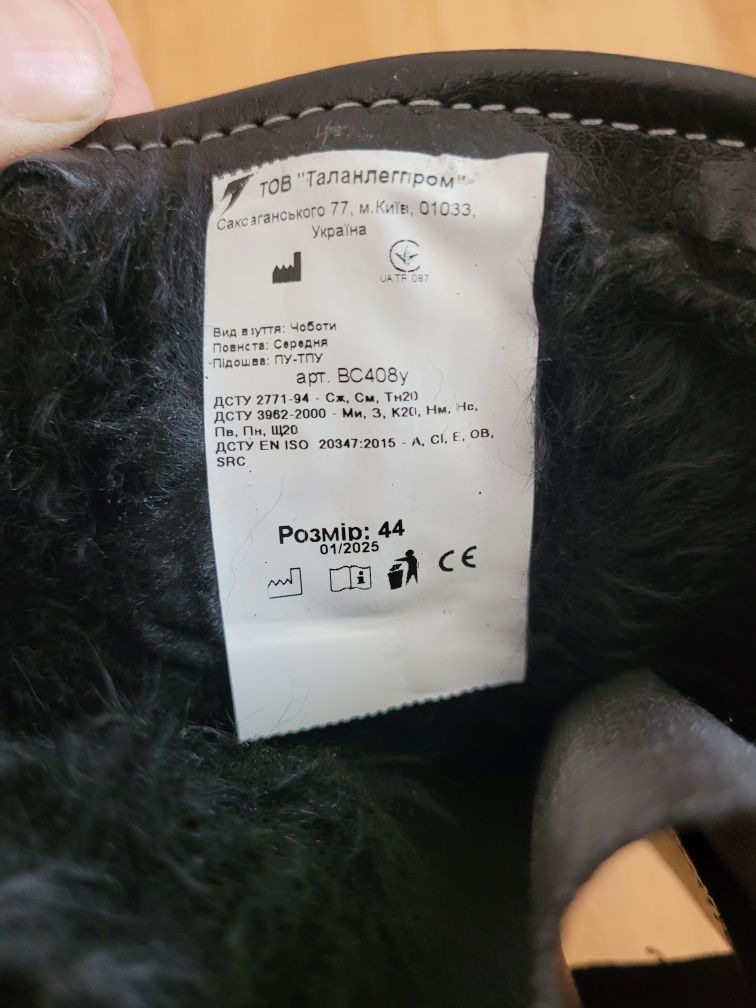 ТОВ "Таланлегпром"
Саксаганського 77, м.Київ, 01033,
Україна
UA.TR.087
Вид взуття: Чоботи
Повнста: Середня
Підошва: ПУ-ТПУ
арт. ВС408у
ДСТУ 2771-94 - Сж, См, Тн20
ДСТУ 3962-2000 - Ми, З, К20, Нм, Нс,
Пв, Пн, Щ20
ДСТУ EN ISO 20347:2015 - A, CI, E, OB,
SRC
Розмір: 44
01/2025
CE